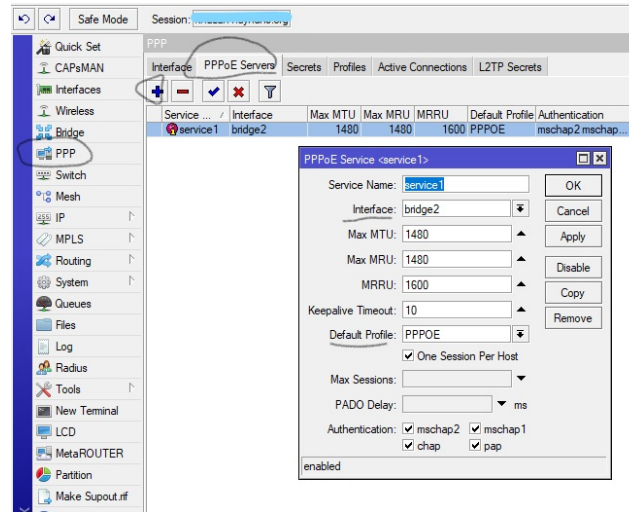 Safe Mode
Session:
Quick Set
CAPsMAN
Interfaces
Wireless
Bridge
PPP
Switch
Mesh
IP
MPLS
Routing
System
Queues
Files
Log
Radius
Tools
New Terminal
LCD
MetaROUTER
Partition
Make Supout.rif
PPP
Interface PPPoE Servers Secrets Profiles Active Connections L2TP Secrets
Service ... / Interface Max MTU Max MRU MRRU Default Profile Authentication
service1 bridge2 1480 1480 1600 PPPOE mschap2 mschap...
PPPoE Service <service1>
Service Name: service1
Interface: bridge2
Max MTU: 1480
Max MRU: 1480
MRRU: 1600
Keepalive Timeout: 10
Default Profile: PPPOE
One Session Per Host
Max Sessions:
PADO Delay: ms
Authentication: mschap2 mschap1
chap pap
enabled
OK
Cancel
Apply
Disable
Copy
Remove